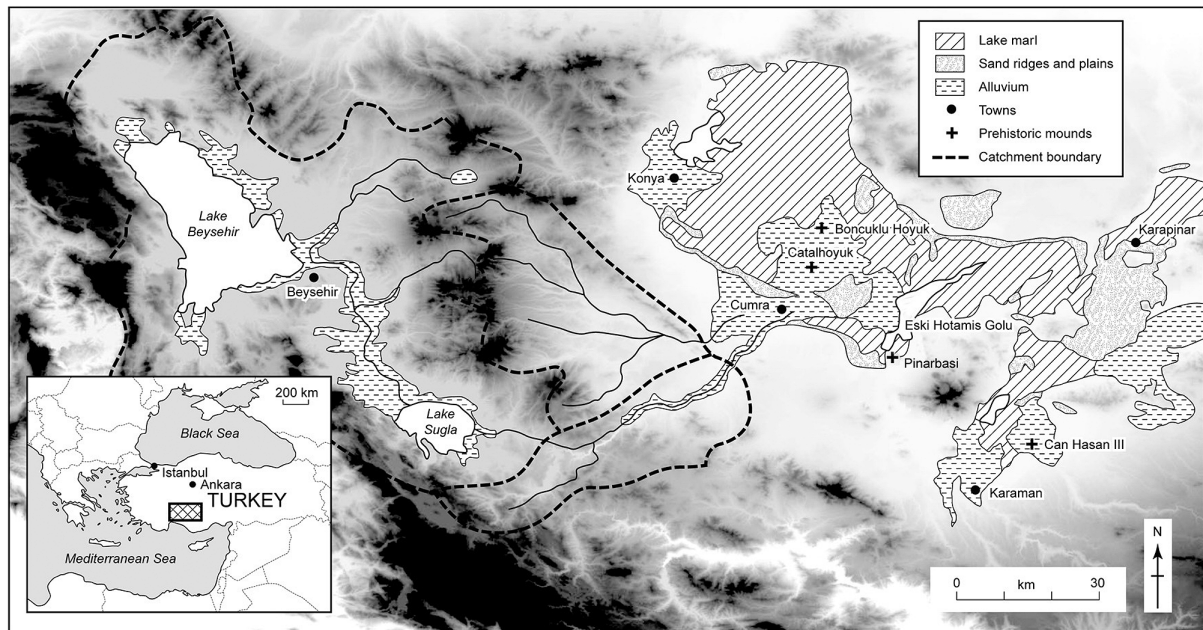 Lake marl
Sand ridges and plains
Alluvium
Towns
Prehistoric mounds
Catchment boundary
Konya
Lake
Beysehir
Boncuklu Hoyuk
Karapinar
Catalhoyuk
Beysehir
Cumra
Eski Hotamis Golu
Pinarbasi
Lake
Sugla
Can Hasan III
Karaman
200 km
Black Sea
Istanbul
Ankara
TURKEY
Mediterranean Sea
N
0 km 30